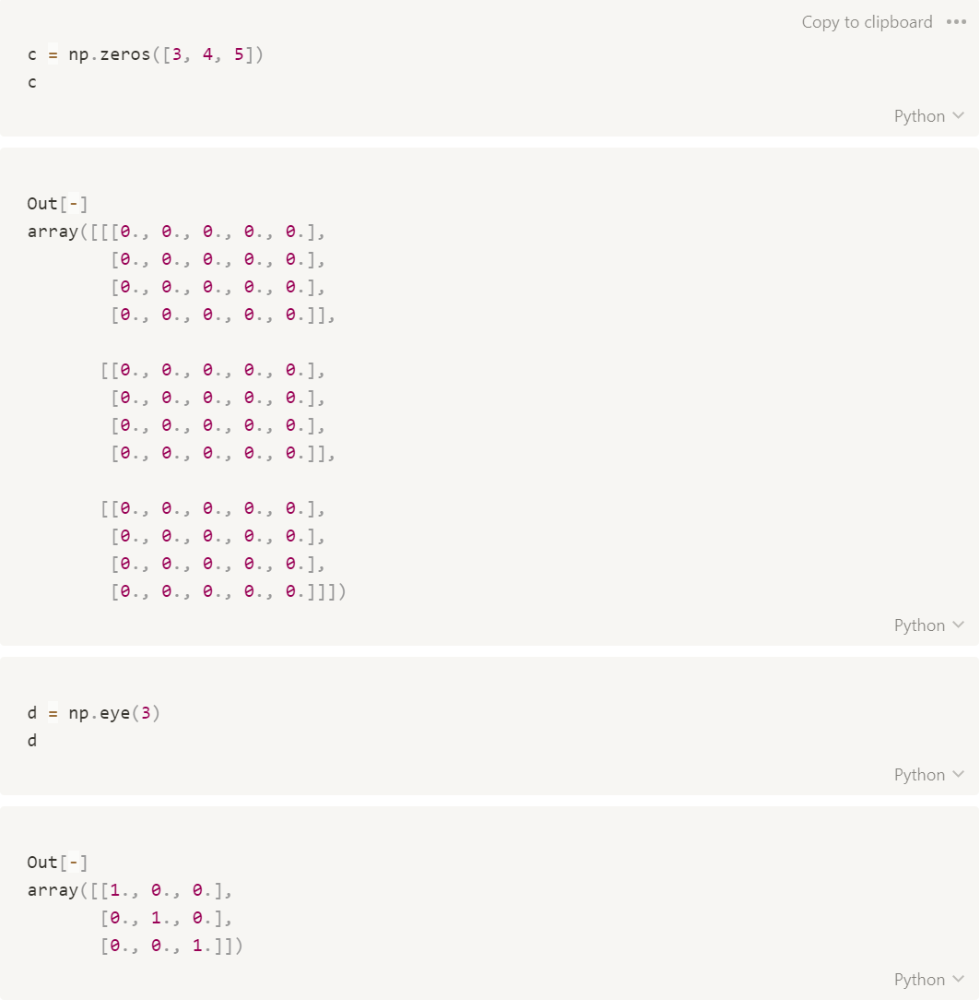 Copy to clipboard •••
c = np.zeros([3, 4, 5])
c
Python
Out[-]
array([[[0., 0., 0., 0., 0.],
        [0., 0., 0., 0., 0.],
        [0., 0., 0., 0., 0.],
        [0., 0., 0., 0., 0.]],

       [[0., 0., 0., 0., 0.],
        [0., 0., 0., 0., 0.],
        [0., 0., 0., 0., 0.],
        [0., 0., 0., 0., 0.]],

       [[0., 0., 0., 0., 0.],
        [0., 0., 0., 0., 0.],
        [0., 0., 0., 0., 0.],
        [0., 0., 0., 0., 0.]]])
Python
d = np.eye(3)
d
Python
Out[-]
array([[1., 0., 0.],
       [0., 1., 0.],
       [0., 0., 1.]])
Python